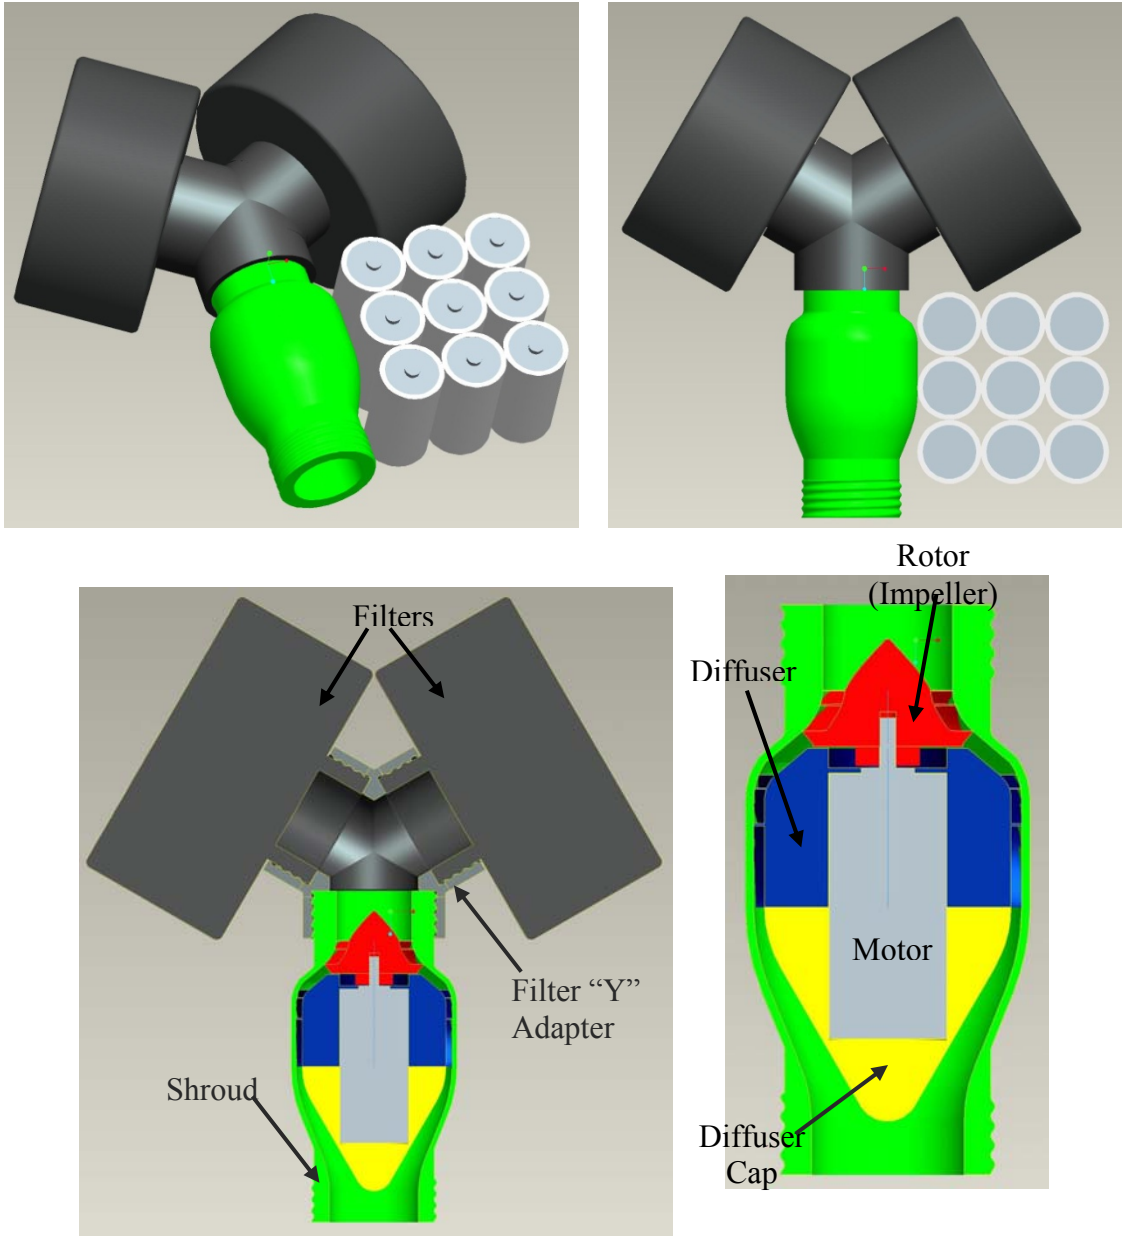 Rotor
(Impeller)
Filters
Diffuser
Motor
Filter “Y”
Adapter
Shroud
Diffuser
Cap